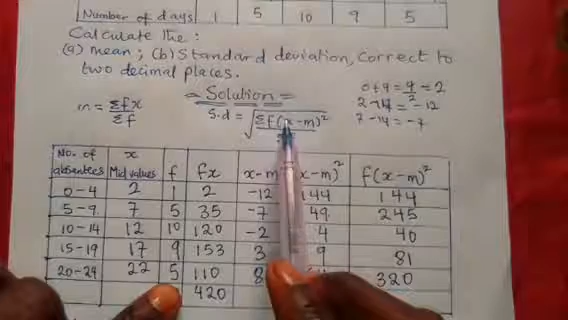 Number of days 1 5 10 9 5
Calculate the:
(a) mean; (b) Standard deviation, correct to
two decimal places.
Solution
0+4 = 4/2 = 2
2-14 = -12
7-14 = -7
m = Σfx/Σf
S.d = √Σf(x-m)²
No. of absentees x Mid values f fx x-m (x-m)² f(x-m)²
0-4 2 1 2 -12 144 144
5-9 7 5 35 -7 49 245
10-14 12 10 120 -2 4 40
15-19 17 9 153 3 9 81
20-24 22 5 110 8 320
420